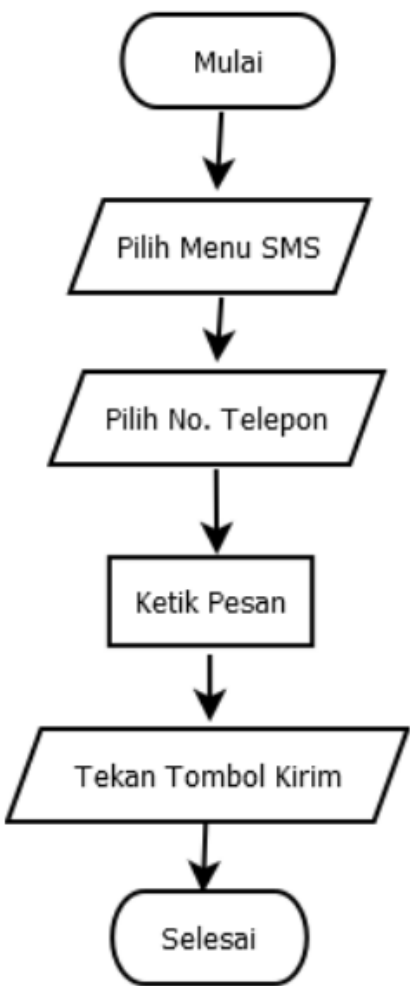 Mulai
Pilih Menu SMS
Pilih No. Telepon
Ketik Pesan
Tekan Tombol Kirim
Selesai